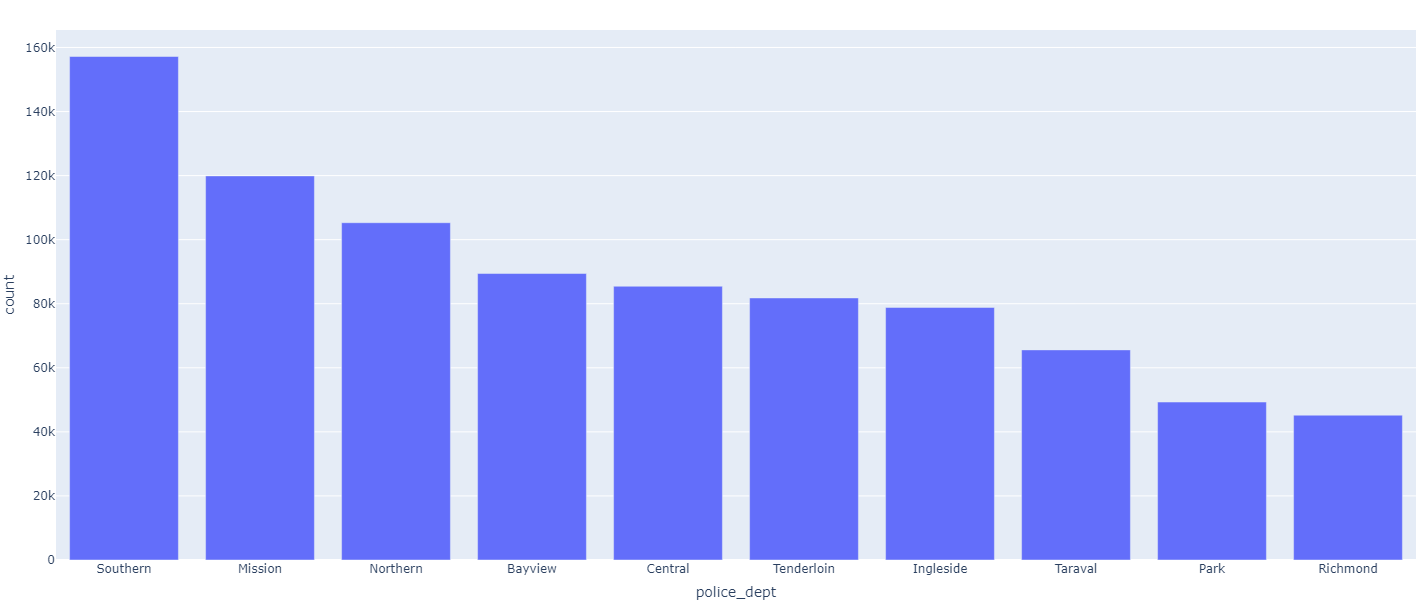 160k
140k
120k
100k
80k
60k
40k
20k
0
count
Southern Mission Northern Bayview Central Tenderloin Ingleside Taraval Park Richmond
police_dept